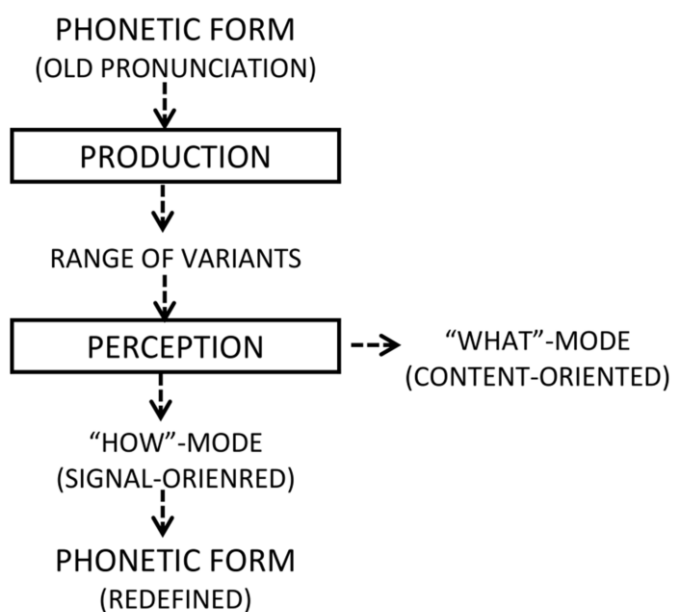 PHONETIC FORM
(OLD PRONUNCIATION)
PRODUCTION
RANGE OF VARIANTS
PERCEPTION
“WHAT”-MODE
(CONTENT-ORIENTED)
“HOW”-MODE
(SIGNAL-ORIENRED)
PHONETIC FORM
(REDEFINED)